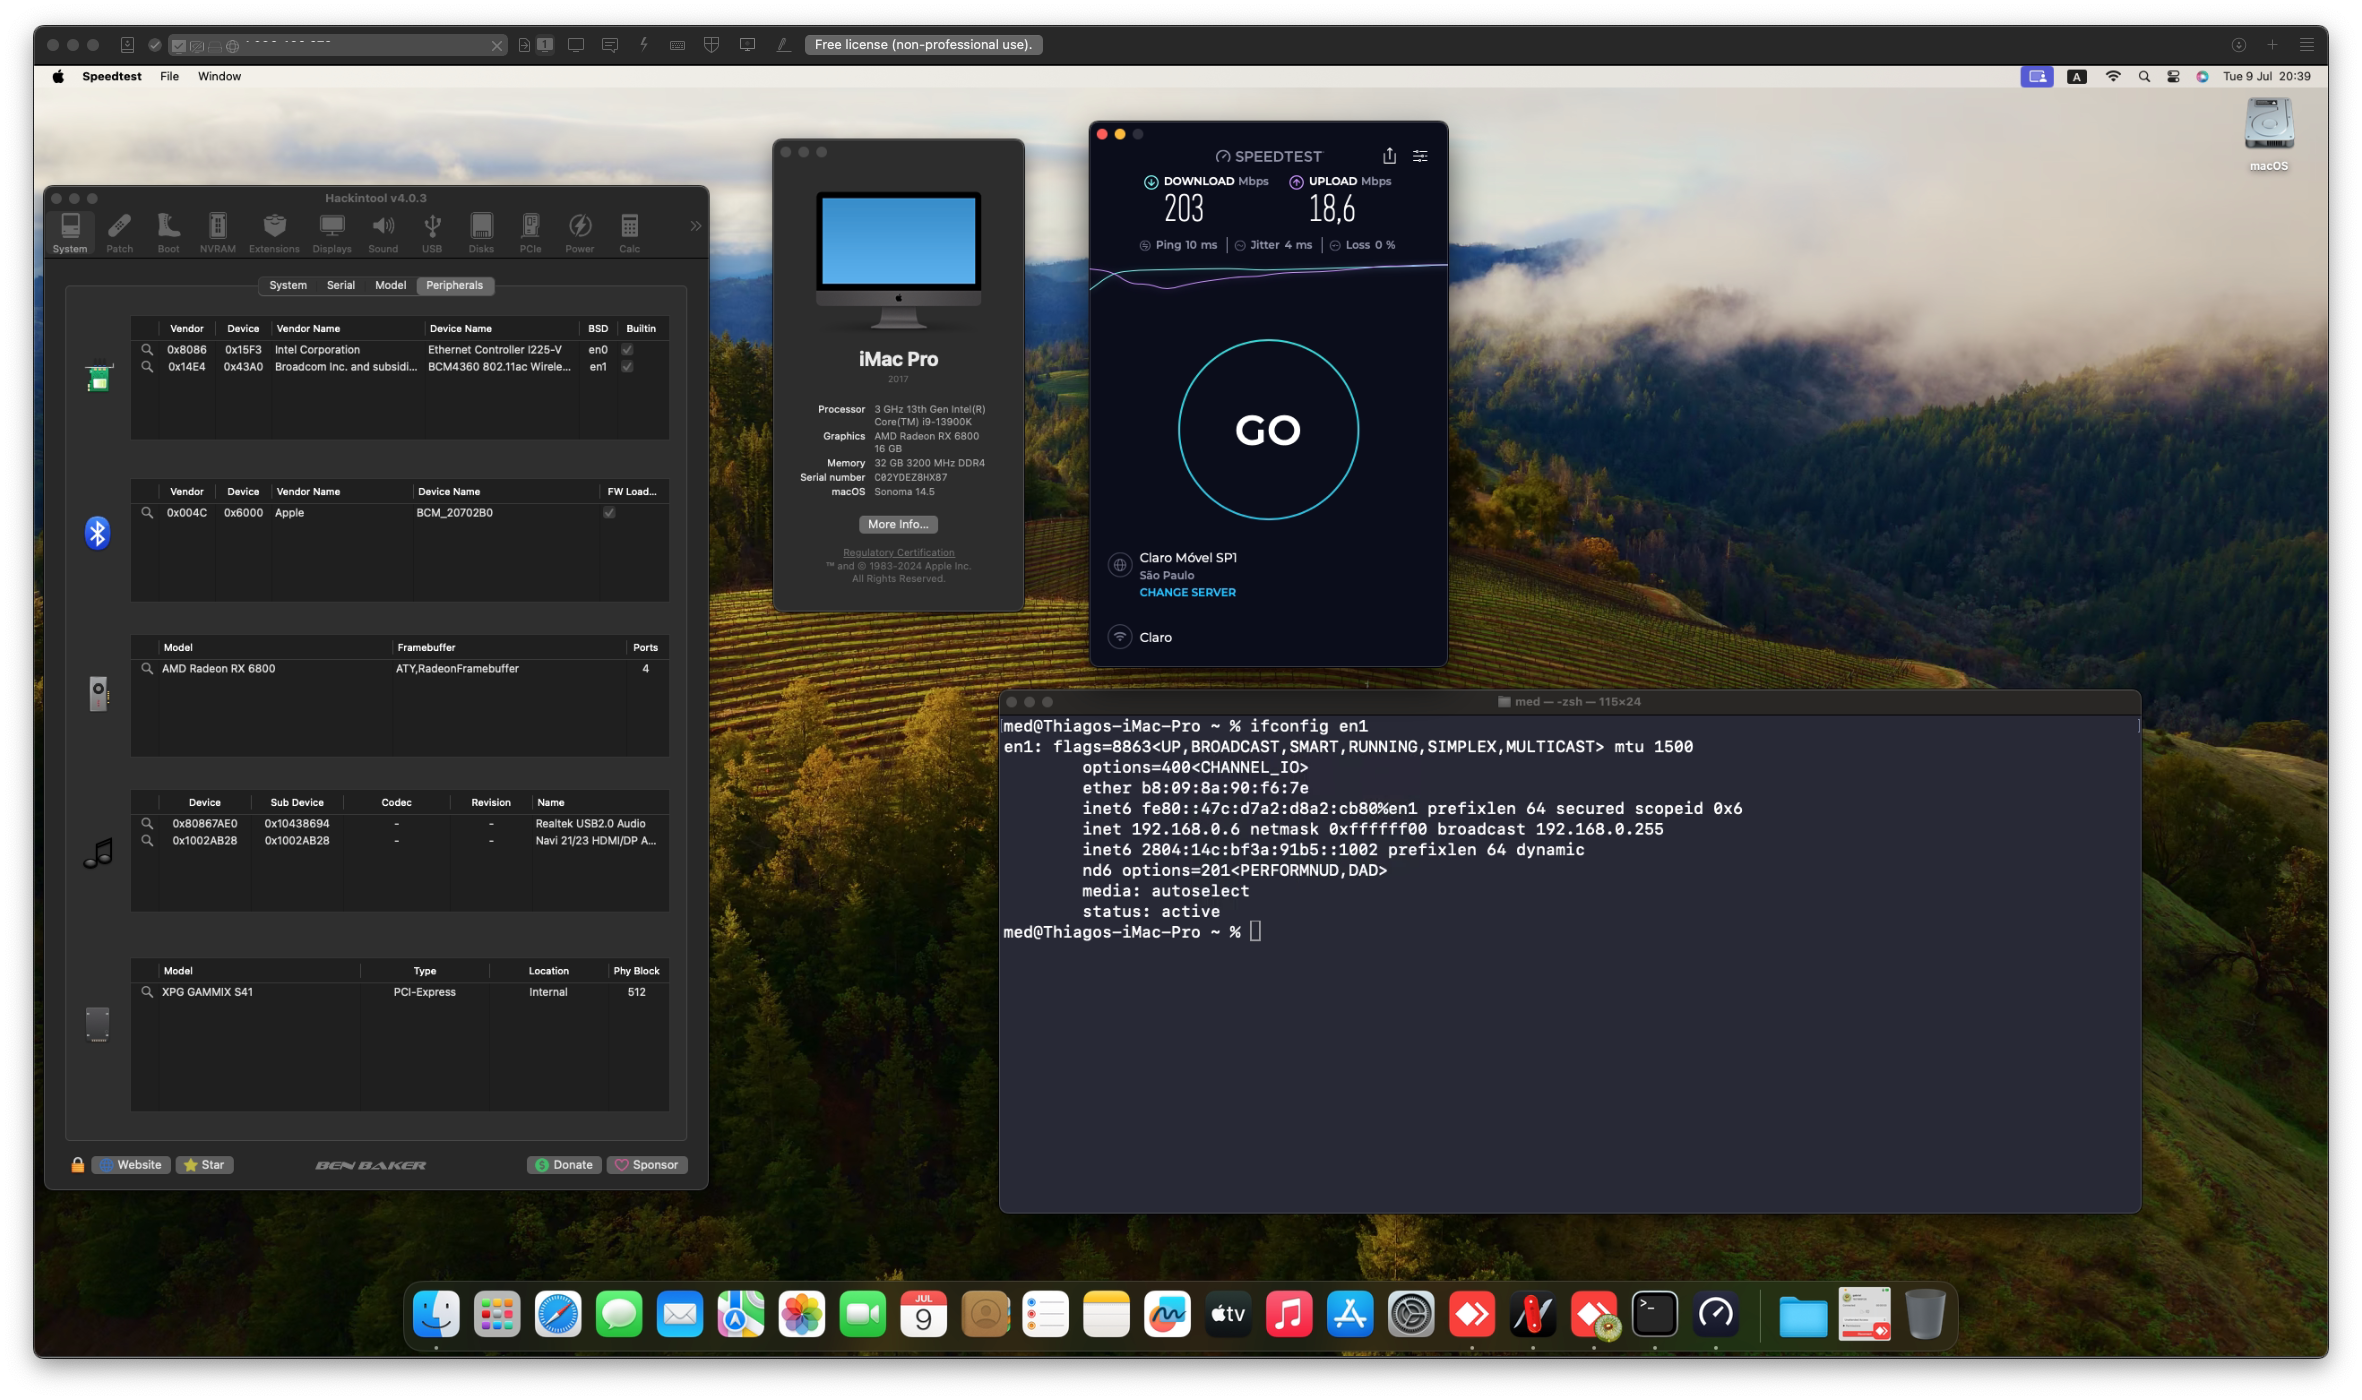 Free license (non-professional use).
Speedtest File Window
A
Tue 9 Jul 20:39
macOS
Hackintool v4.0.3
System Patch Boot NVRAM Extensions Displays Sound USB Disks PCIe Power Calc
System Serial Model Peripherals
Vendor Device Vendor Name Device Name BSD Builtin
0x8086 0x15F3 Intel Corporation Ethernet Controller I225-V en0
0x14E4 0x43A0 Broadcom Inc. and subsidi... BCM4360 802.11ac Wirele... en1
Vendor Device Vendor Name Device Name FW Load...
0x004C 0x6000 Apple BCM_20702B0
Model Framebuffer Ports
AMD Radeon RX 6800 ATY,RadeonFramebuffer 4
Device Sub Device Codec Revision Name
0x80867AE0 0x10438694 - - Realtek USB2.0 Audio
0x1002AB28 0x1002AB28 - - Navi 21/23 HDMI/DP A...
Model Type Location Phy Block
XPG GAMMIX S41 PCI-Express Internal 512
Website Star BEN BAKER Donate Sponsor
iMac Pro
2017
Processor 3 GHz 13th Gen Intel(R)
Core(TM) i9-13900K
Graphics AMD Radeon RX 6800
16 GB
Memory 32 GB 3200 MHz DDR4
Serial number C02YDEZ8HX87
macOS Sonoma 14.5
More Info...
Regulatory Certification
™ and © 1983-2024 Apple Inc.
All Rights Reserved.
SPEEDTEST
DOWNLOAD Mbps UPLOAD Mbps
203 18,6
Ping 10 ms Jitter 4 ms Loss 0 %
GO
Claro Móvel SP1
São Paulo
CHANGE SERVER
Claro
med — -zsh — 115×24
med@Thiagos-iMac-Pro ~ % ifconfig en1
en1: flags=8863<UP,BROADCAST,SMART,RUNNING,SIMPLEX,MULTICAST> mtu 1500
options=400<CHANNEL_IO>
ether b8:09:8a:90:f6:7e
inet6 fe80::47c:d7a2:d8a2:cb80%en1 prefixlen 64 secured scopeid 0x6
inet 192.168.0.6 netmask 0xffffff00 broadcast 192.168.0.255
inet6 2804:14c:bf3a:91b5::1002 prefixlen 64 dynamic
nd6 options=201<PERFORMNUD,DAD>
media: autoselect
status: active
med@Thiagos-iMac-Pro ~ %
JUL
9
tv